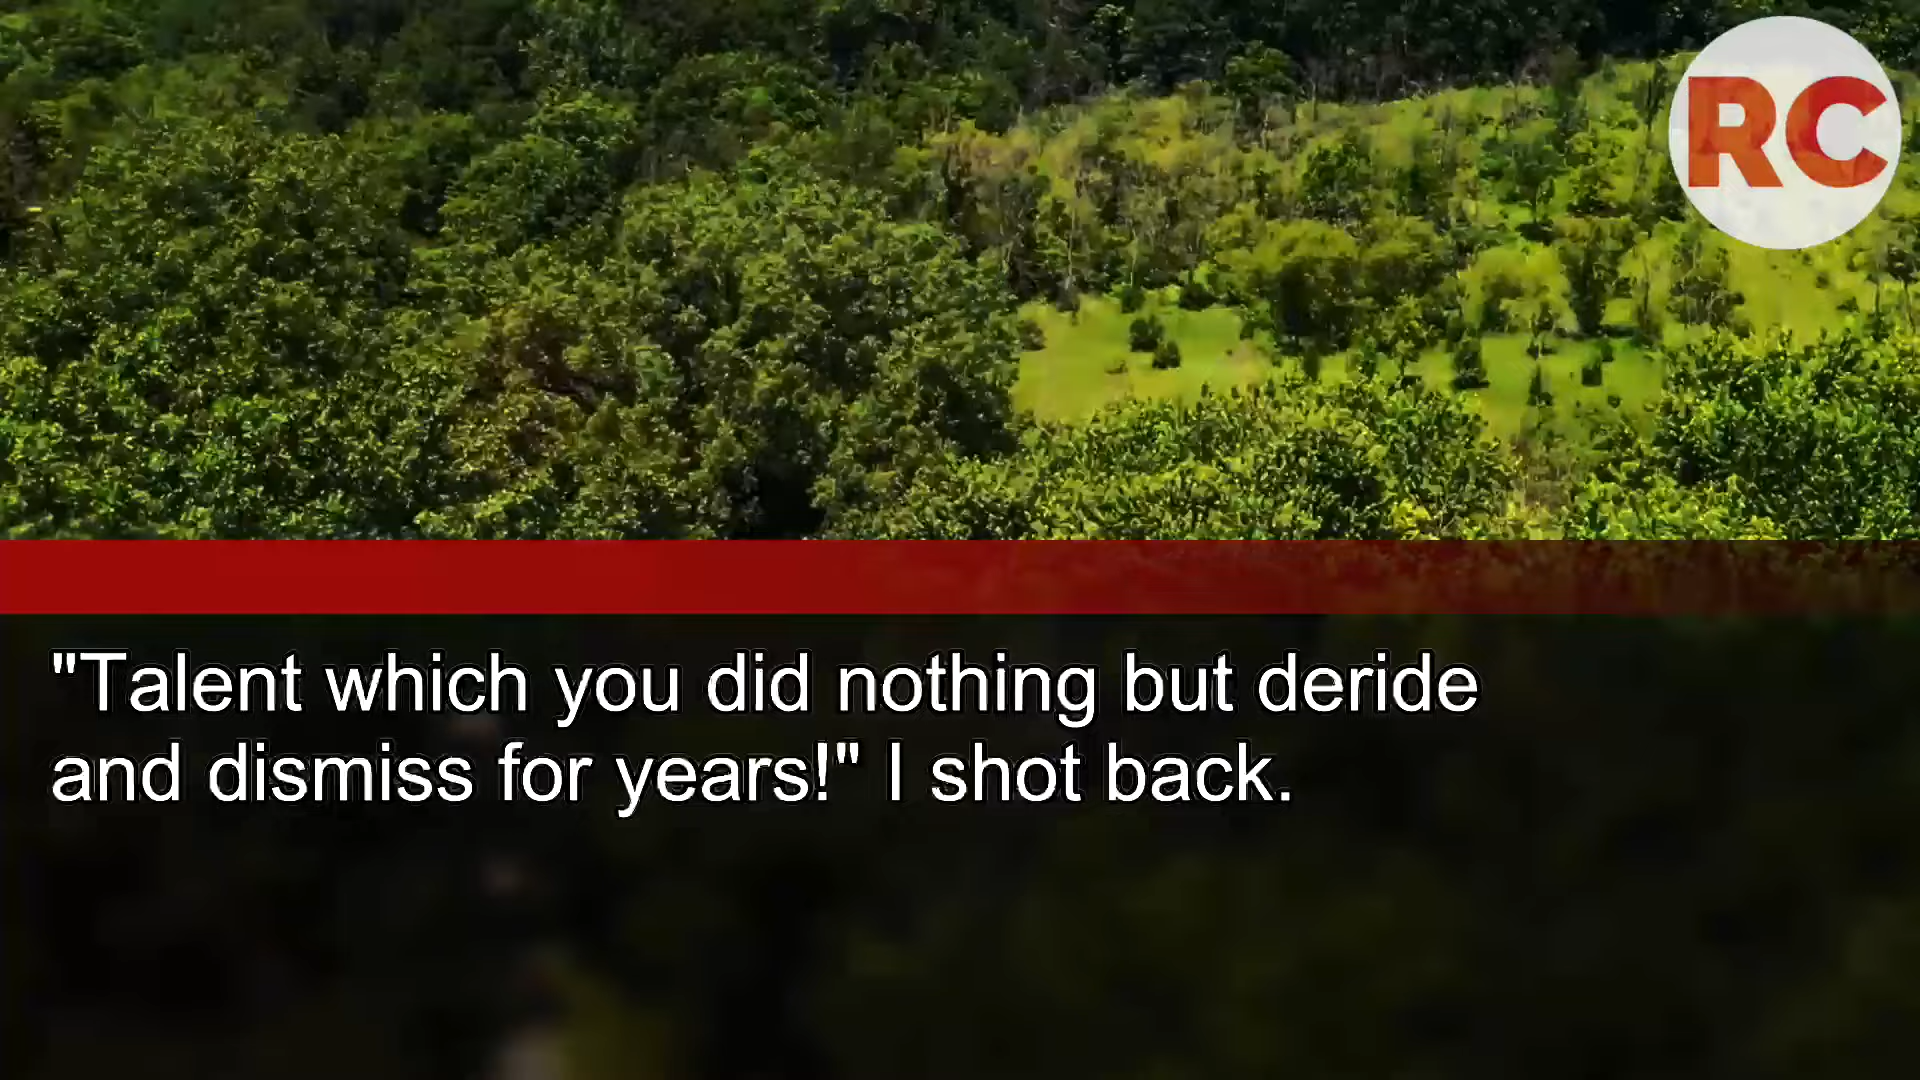 RC
"Talent which you did nothing but deride
and dismiss for years!" I shot back.